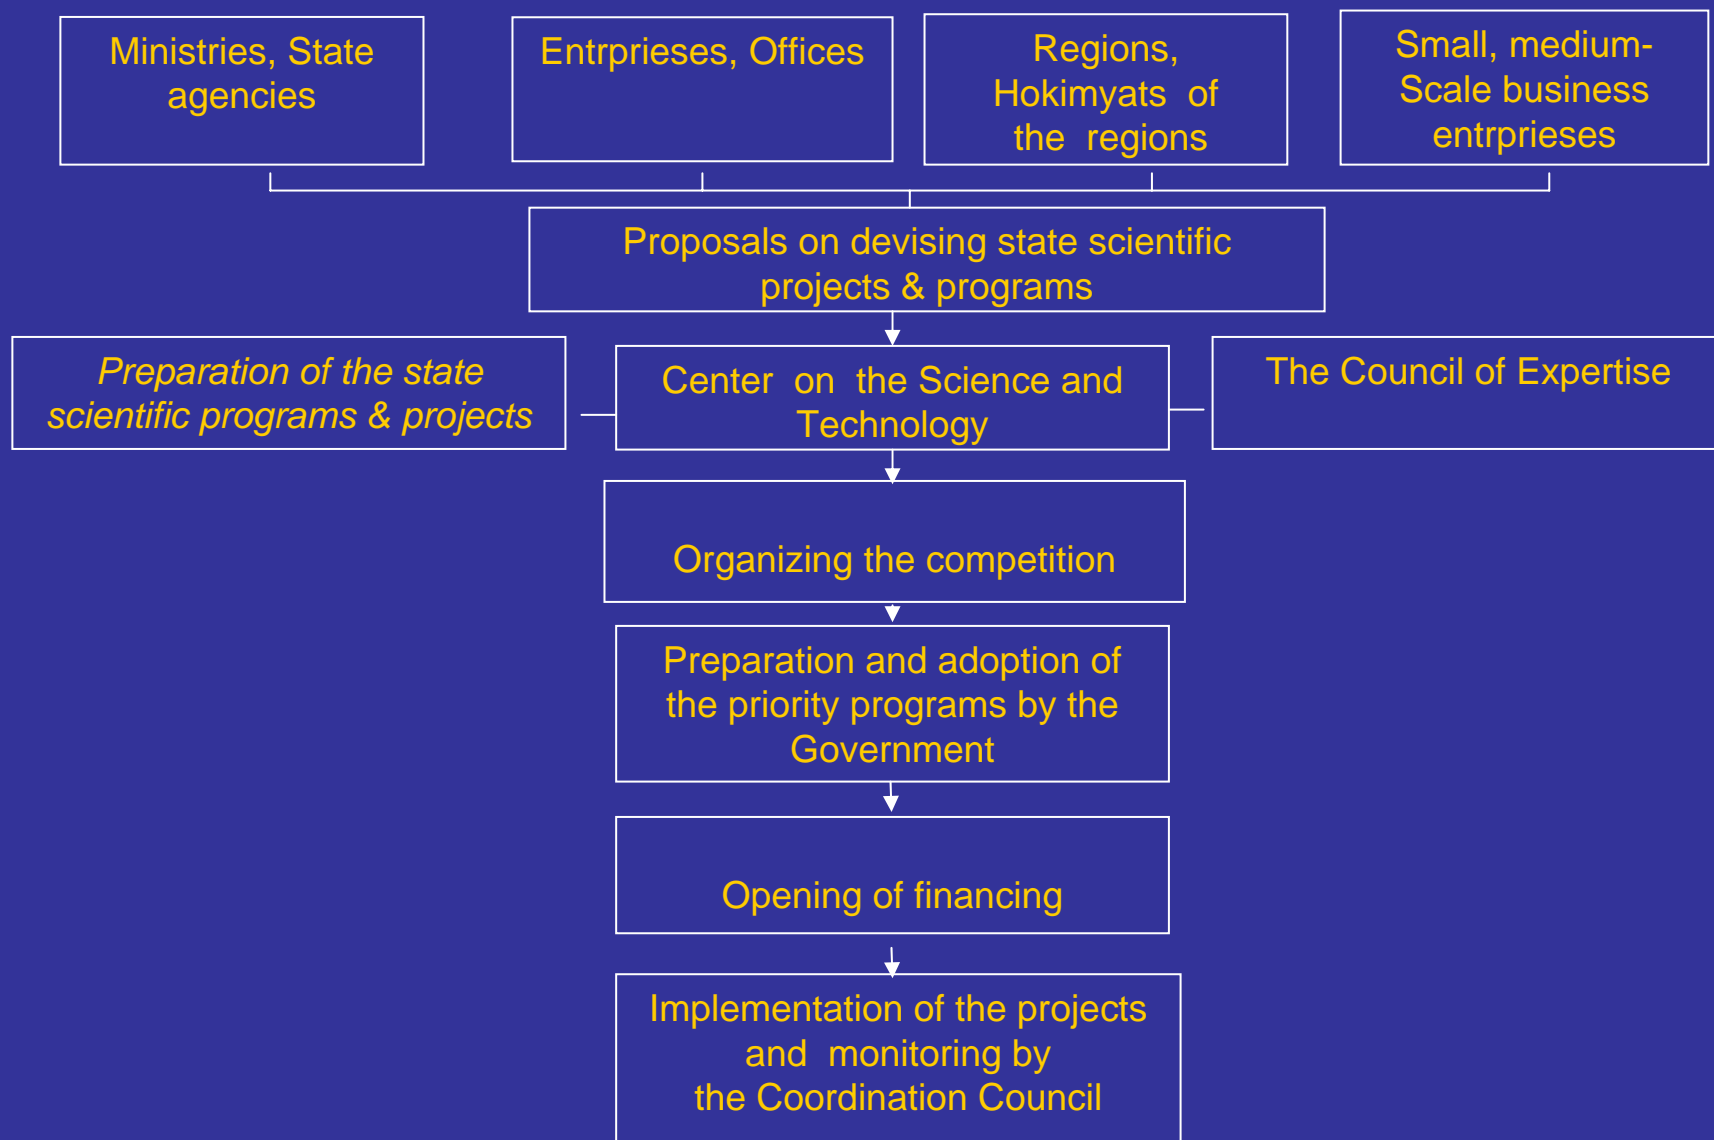 Ministries, State
agencies
Entrprieses, Offices
Regions,
Hokimyats of
the regions
Small, medium-
Scale business
entrprieses
Proposals on devising state scientific
projects & programs
Preparation of the state
scientific programs & projects
Center on the Science and
Technology
The Council of Expertise
Organizing the competition
Preparation and adoption of
the priority programs by the
Government
Opening of financing
Implementation of the projects
and monitoring by
the Coordination Council